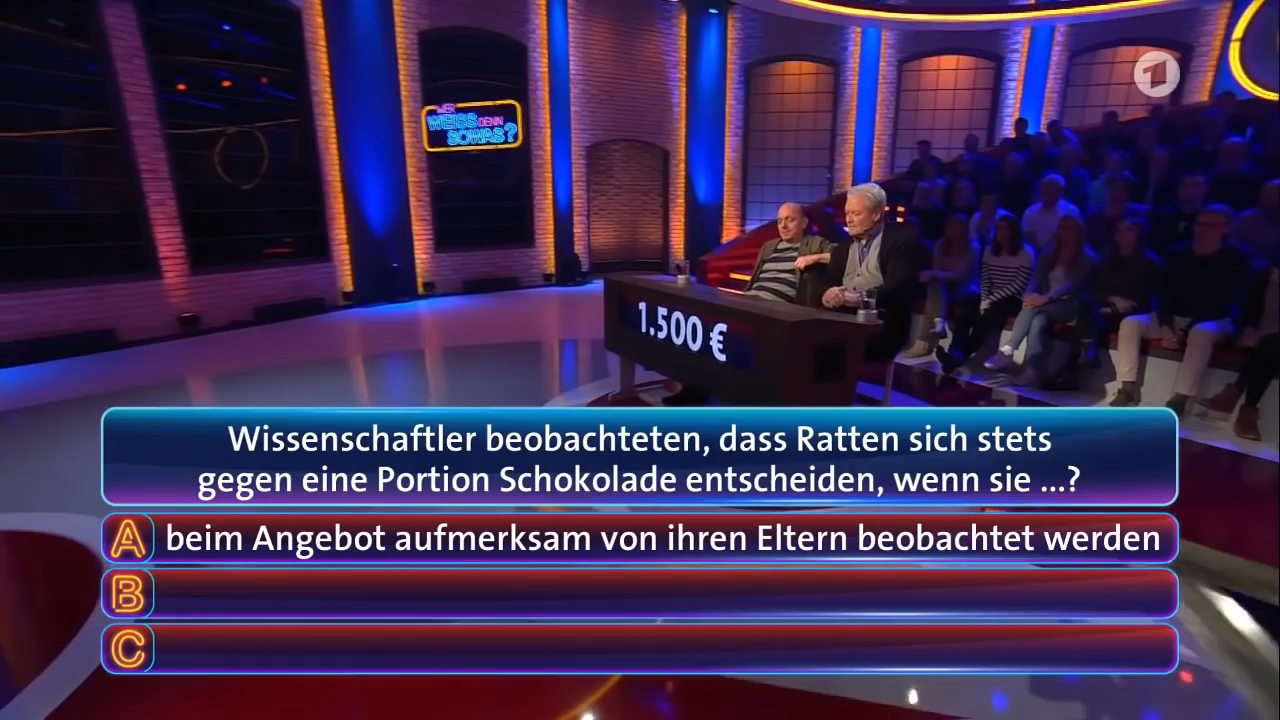 WER
WEISS DENN
SOWAS?
1
1.500 €
Wissenschaftler beobachteten, dass Ratten sich stets
gegen eine Portion Schokolade entscheiden, wenn sie ...?
A beim Angebot aufmerksam von ihren Eltern beobachtet werden
B
C